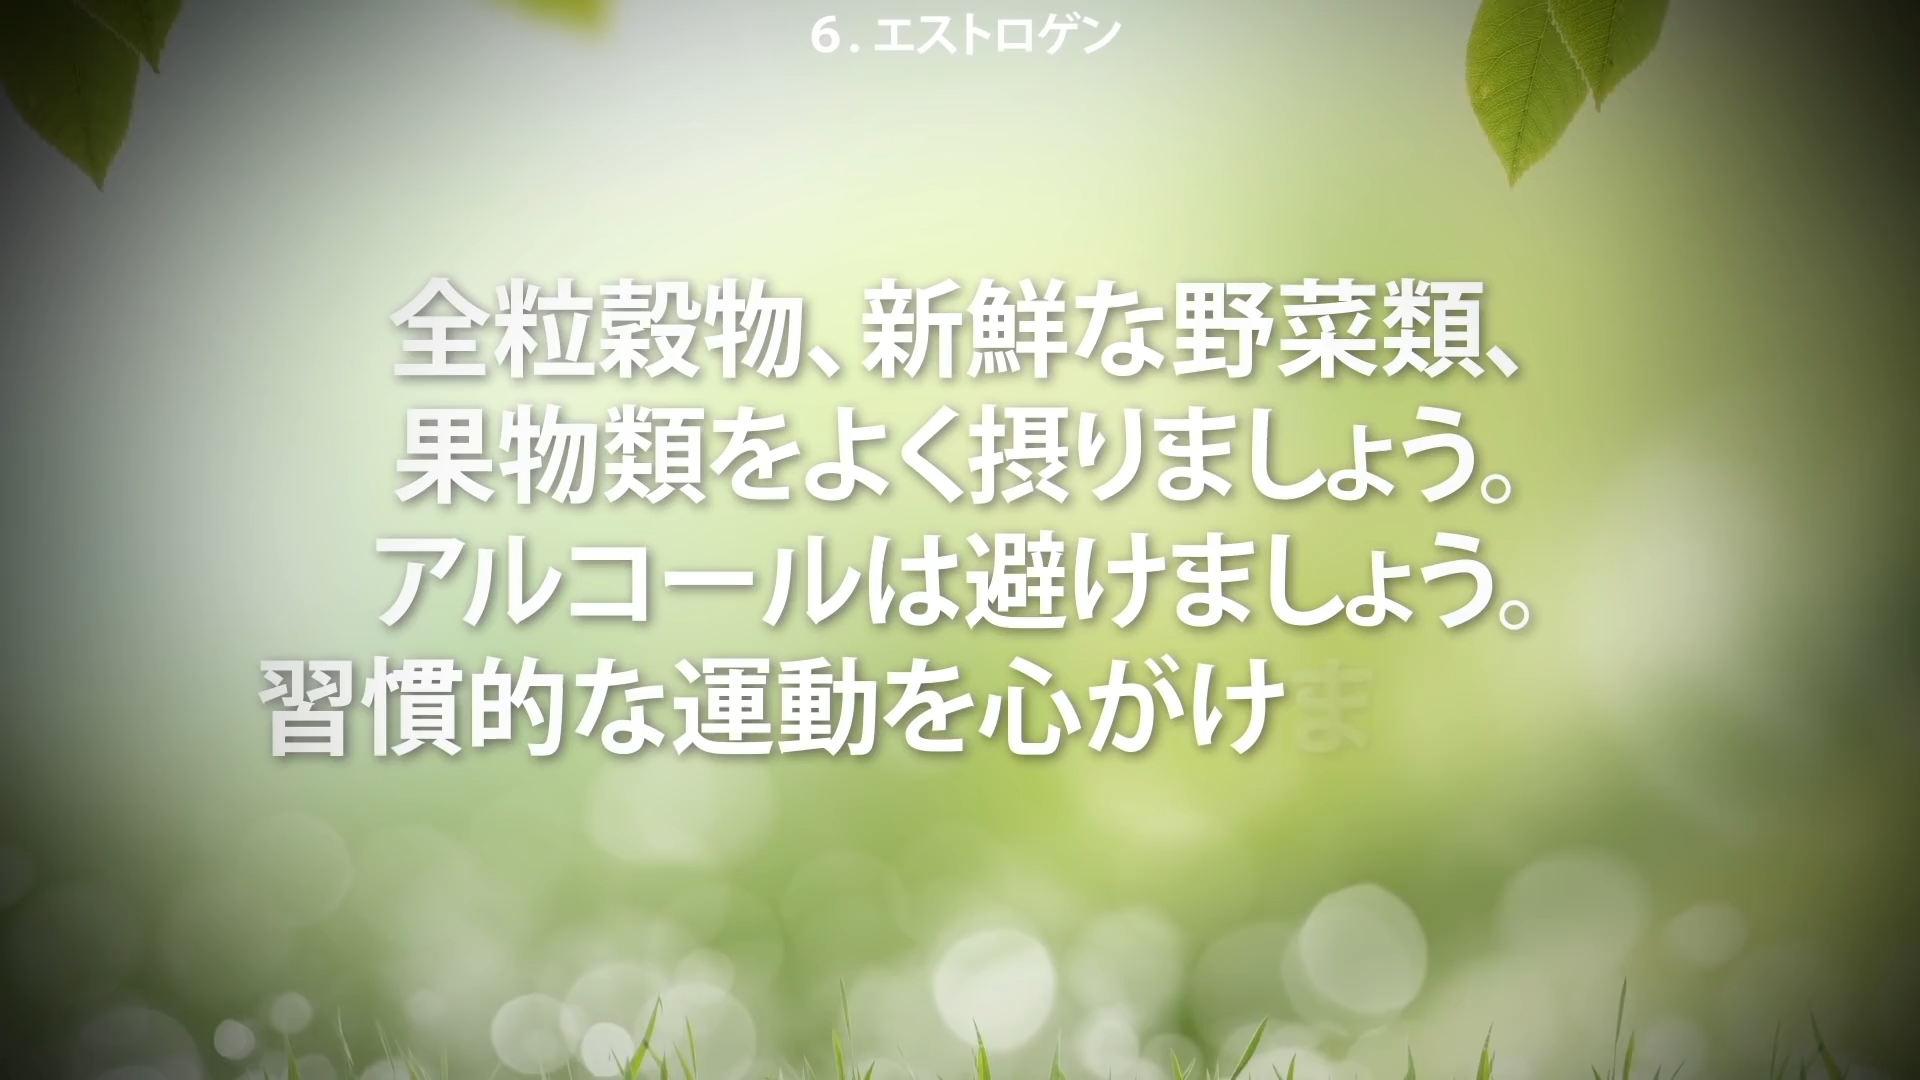 6. エストロゲン
全粒穀物、新鮮な野菜類、
果物類をよく摂りましょう。
アルコールは避けましょう。
習慣的な運動を心がけま